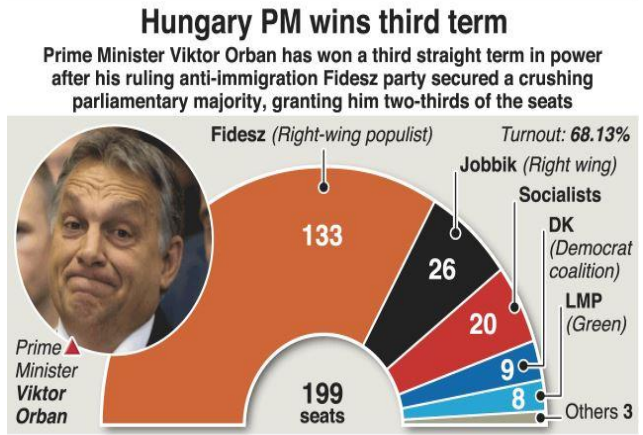 Hungary PM wins third term
Prime Minister Viktor Orban has won a third straight term in power
after his ruling anti-immigration Fidesz party secured a crushing
parliamentary majority, granting him two-thirds of the seats
Fidesz (Right-wing populist)
Turnout: 68.13%
Jobbik (Right wing)
Socialists
DK
(Democrat
coalition)
LMP
(Green)
Others 3
133
26
20
9
8
199
seats
Prime
Minister
Viktor
Orban